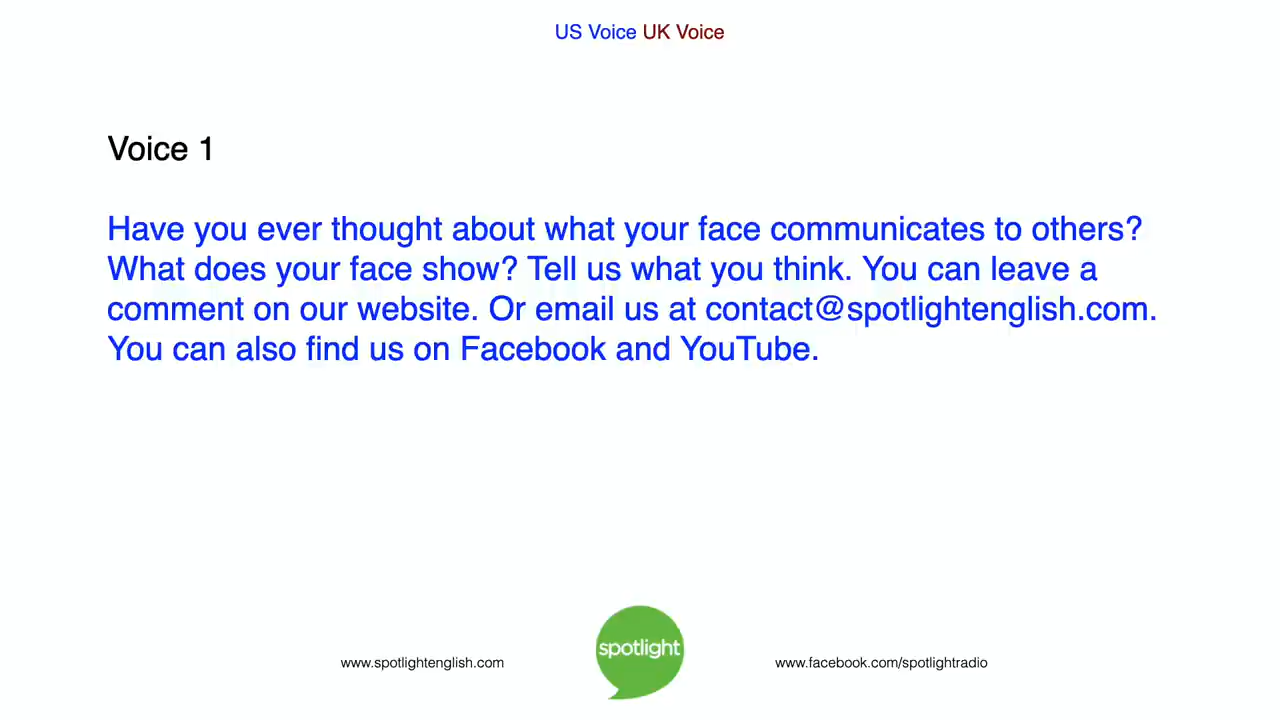 US Voice UK Voice
Voice 1
Have you ever thought about what your face communicates to others?
What does your face show? Tell us what you think. You can leave a
comment on our website. Or email us at contact@spotlightenglish.com.
You can also find us on Facebook and YouTube.
www.spotlightenglish.com
spotlight
www.facebook.com/spotlightradio